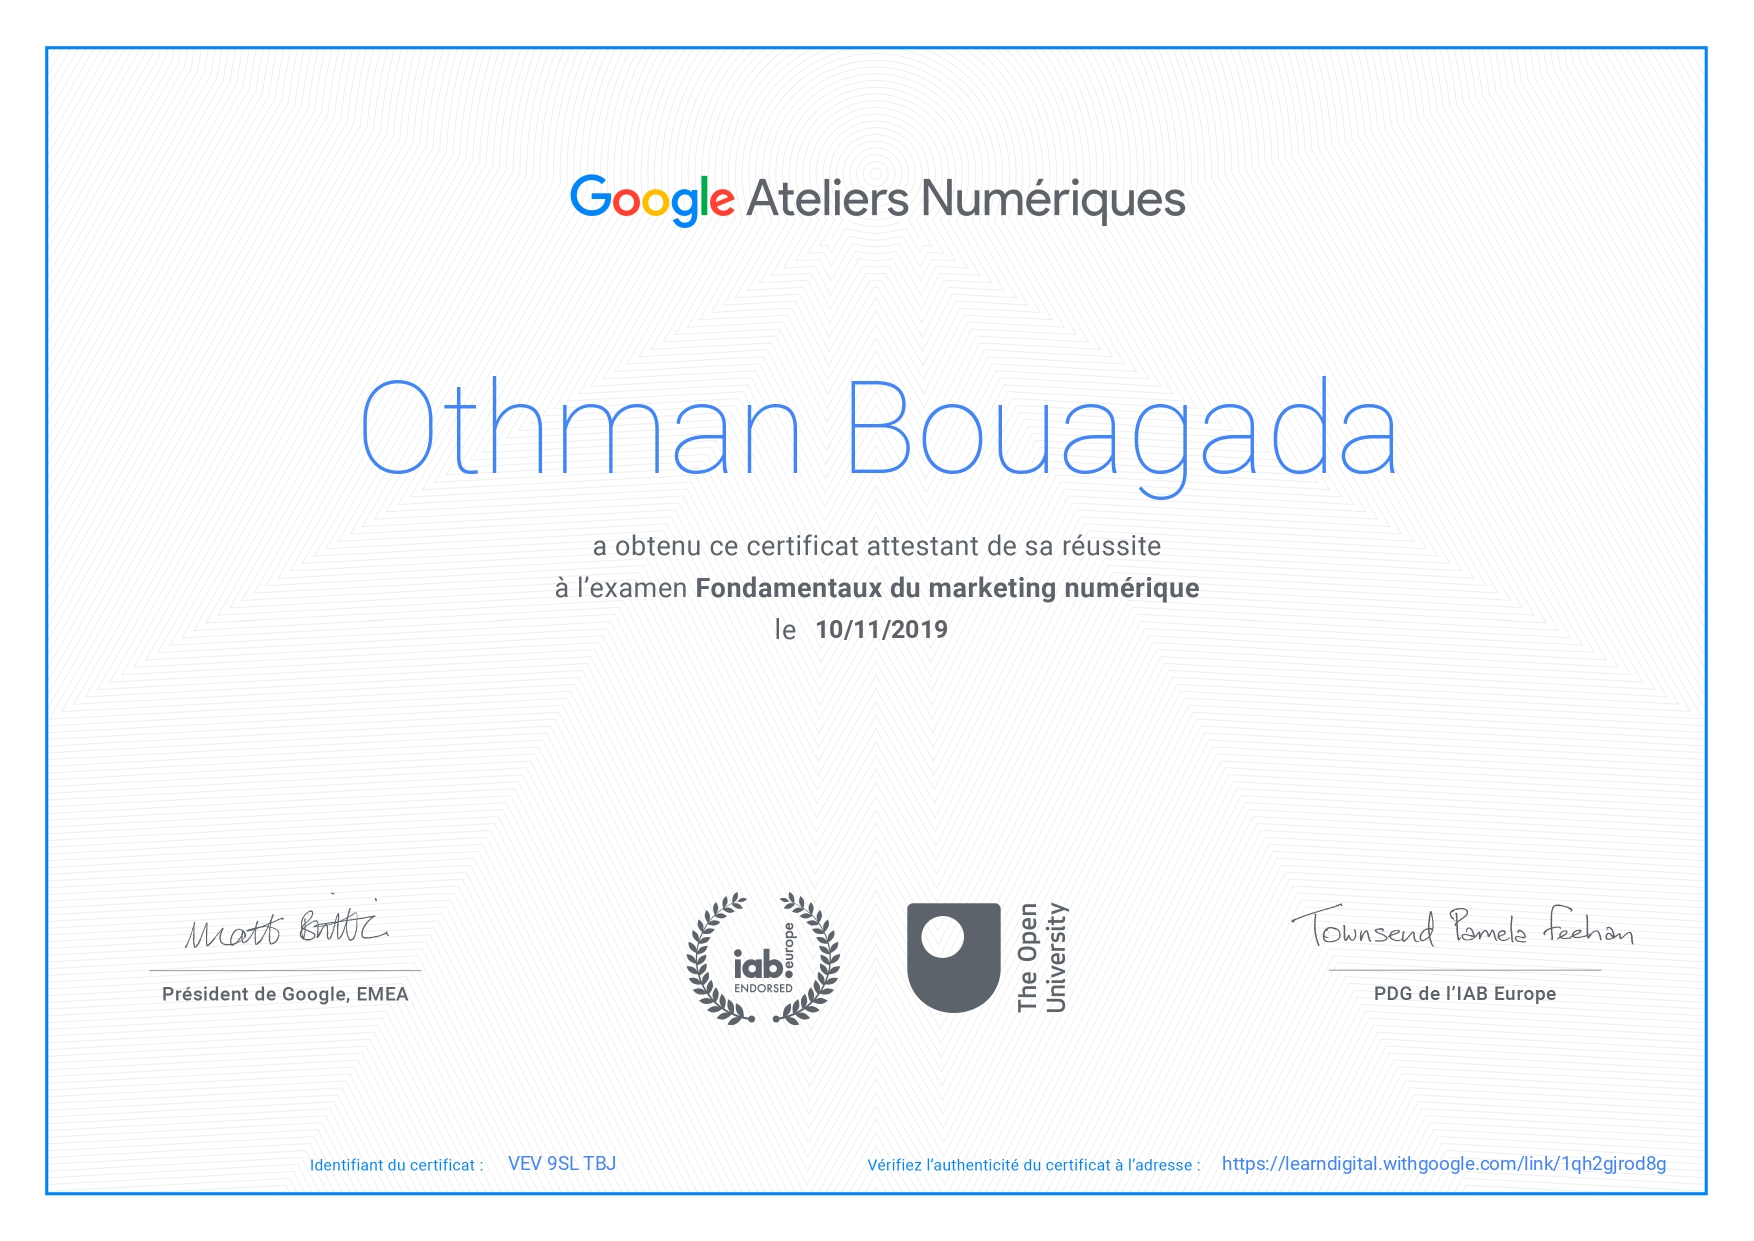 Google Ateliers Numériques
Othman Bouagada
a obtenu ce certificat attestant de sa réussite
à l'examen Fondamentaux du marketing numérique
le 10/11/2019
Matt Brittin
Président de Google, EMEA
iab.europe
ENDORSED
The Open
University
Townsend Pamela Feehan
PDG de l'IAB Europe
Identifiant du certificat : VEV 9SL TBJ
Vérifiez l'authenticité du certificat à l'adresse : https://learndigital.withgoogle.com/link/1qh2gjrod8g